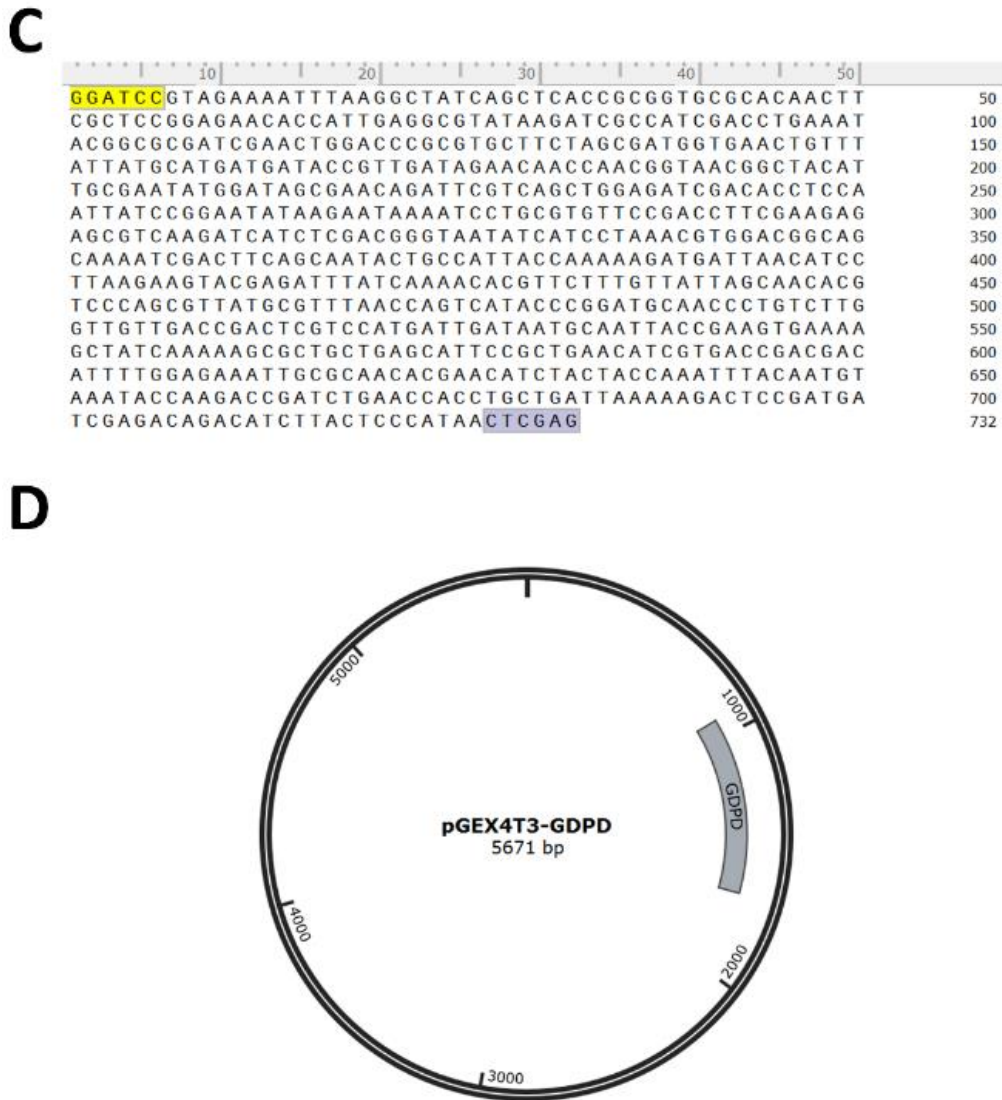 C
10 20 30 40 50
GGATCCGTAGAAAATTTAAGGCTATCAGCTCACCGCGGTGCGCACAACTT 50
CGCTCCGGAGAACACCATTGAGGCGTATAAGATCGCCATCGACCTGAAAT 100
ACGGCGCGATCGAACTGGACCCGCGTGCTTCTAGCGATGGTGAACTGTTT 150
ATTATGCATGATGATACCGTTGATAGAACAACCAACGGTAACGGCTACAT 200
TGCGAATATGGATAGCGAACAGATTCGTCAGCTGGAGATCGACACCTCCA 250
ATTATCCGGAATATAAGAATAAAATCCTGCGTGTTCCGACCTTCGAAGAG 300
AGCGTCAAGATCATCTCGACGGGTAATATCATCCTAAACGTGGACGGCAG 350
CAAAATCGACTTCAGCAATACTGCCATTACCAAAAAGATGATTAACATCC 400
TTAAGAAGTACGAGATTTATCAAAACACGTTCTTTGTTATTAGCAACACG 450
TCCCAGCGTTATGCGTTTAACCAGTCATACCCGGATGCAACCCTGTCTTG 500
GTTGTTGACCGACTCGTCCATGATTGATAATGCAATTACCGAAGTGAAAA 550
GCTATCAAAAAGCGCTGCTGAGCATTCCGCTGAACATCGTGACCGACGAC 600
ATTTTGGAGAAATTGCGCAACACGAACATCTACTACCAAATTTACAATGT 650
AAATACCAAGACCGATCTGAACCACCTGCTGATTAAAAAGACTCCGATGA 700
TCGAGACAGACATCTTACTCCCATAACTCGAG 732
D
1000
2000
3000
4000
5000
GDPD
pGEX4T3-GDPD
5671 bp